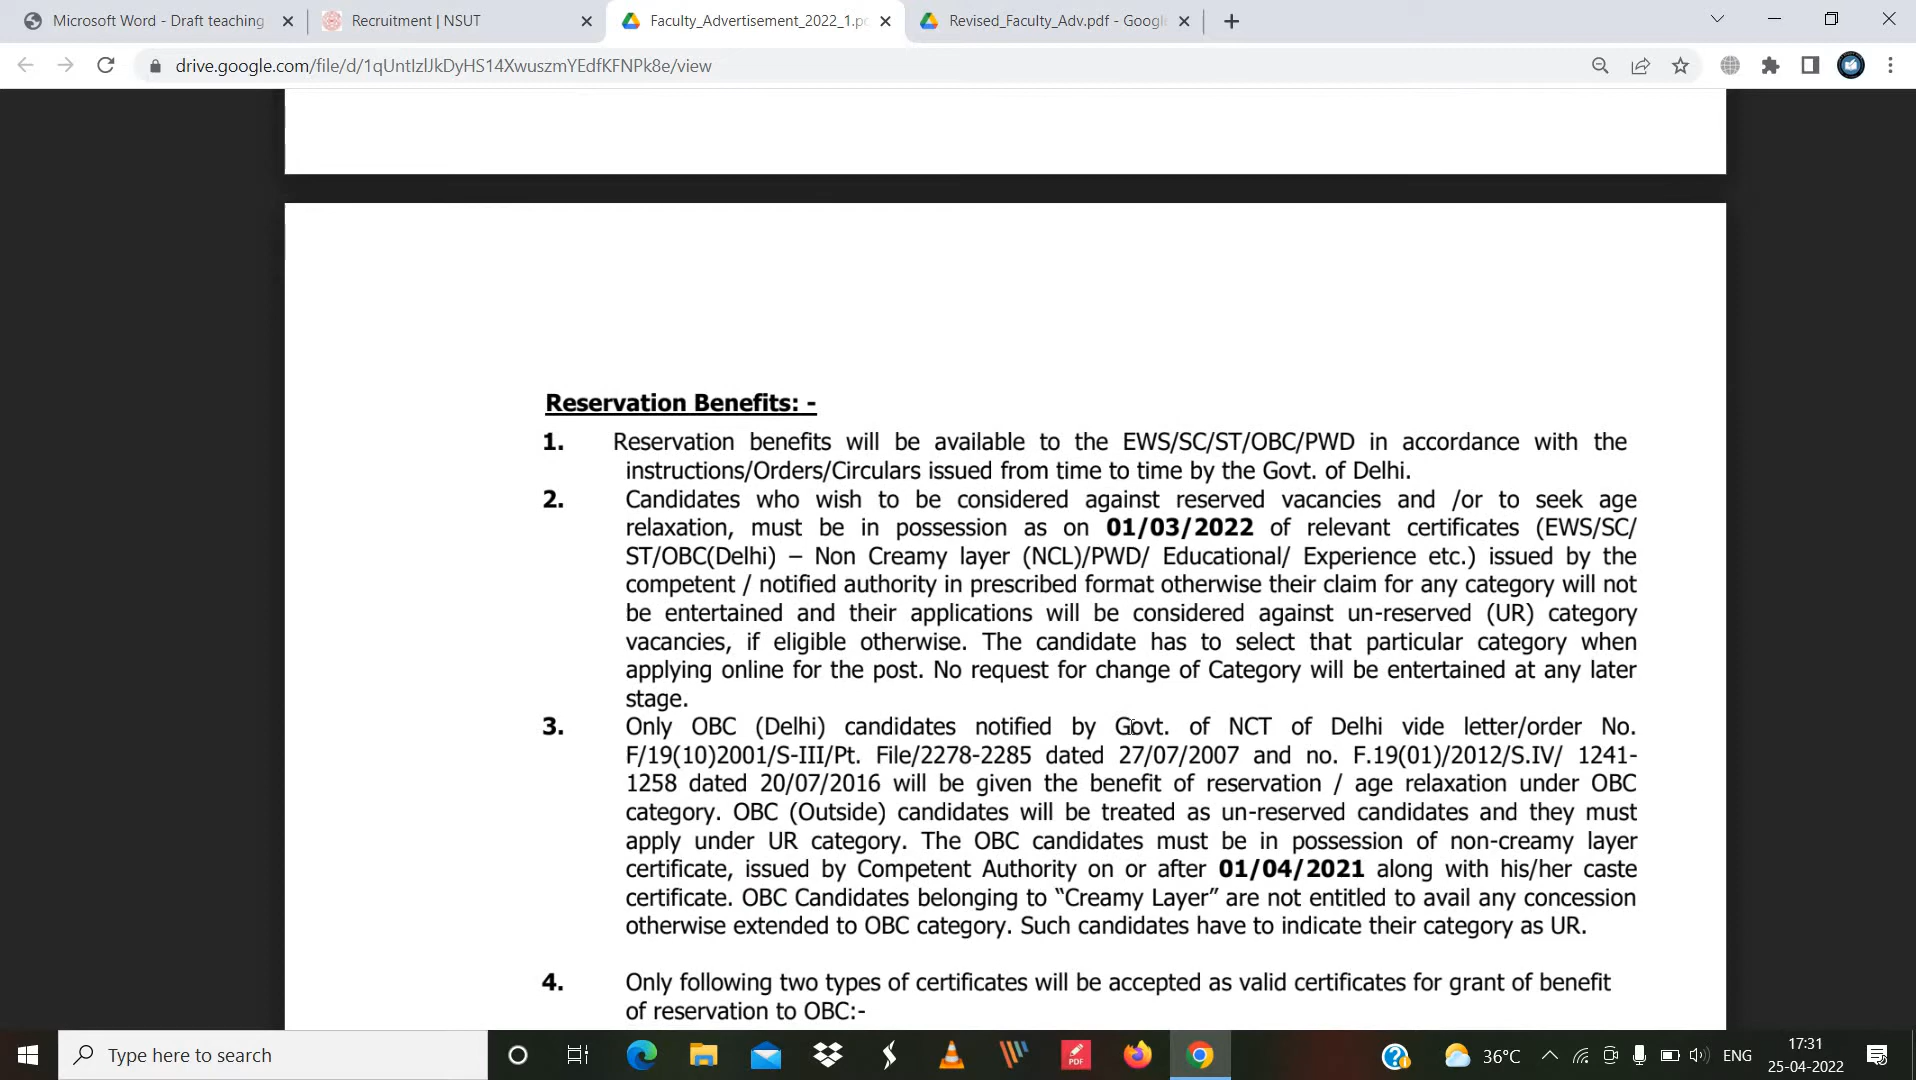 Microsoft Word - Draft teaching
Recruitment | NSUT
Faculty_Advertisement_2022_1.pd
Revised_Faculty_Adv.pdf - Google
drive.google.com/file/d/1qUntIzlJkDyHS14XwuszmYEdfKFNPk8e/view
Reservation Benefits: -
1. Reservation benefits will be available to the EWS/SC/ST/OBC/PWD in accordance with the
instructions/Orders/Circulars issued from time to time by the Govt. of Delhi.
2. Candidates who wish to be considered against reserved vacancies and /or to seek age
relaxation, must be in possession as on 01/03/2022 of relevant certificates (EWS/SC/
ST/OBC(Delhi) – Non Creamy layer (NCL)/PWD/ Educational/ Experience etc.) issued by the
competent / notified authority in prescribed format otherwise their claim for any category will not
be entertained and their applications will be considered against un-reserved (UR) category
vacancies, if eligible otherwise. The candidate has to select that particular category when
applying online for the post. No request for change of Category will be entertained at any later
stage.
3. Only OBC (Delhi) candidates notified by Govt. of NCT of Delhi vide letter/order No.
F/19(10)2001/S-III/Pt. File/2278-2285 dated 27/07/2007 and no. F.19(01)/2012/S.IV/ 1241-
1258 dated 20/07/2016 will be given the benefit of reservation / age relaxation under OBC
category. OBC (Outside) candidates will be treated as un-reserved candidates and they must
apply under UR category. The OBC candidates must be in possession of non-creamy layer
certificate, issued by Competent Authority on or after 01/04/2021 along with his/her caste
certificate. OBC Candidates belonging to “Creamy Layer” are not entitled to avail any concession
otherwise extended to OBC category. Such candidates have to indicate their category as UR.
4. Only following two types of certificates will be accepted as valid certificates for grant of benefit
of reservation to OBC:-
Type here to search
PDF
36°C
ENG
17:31
25-04-2022